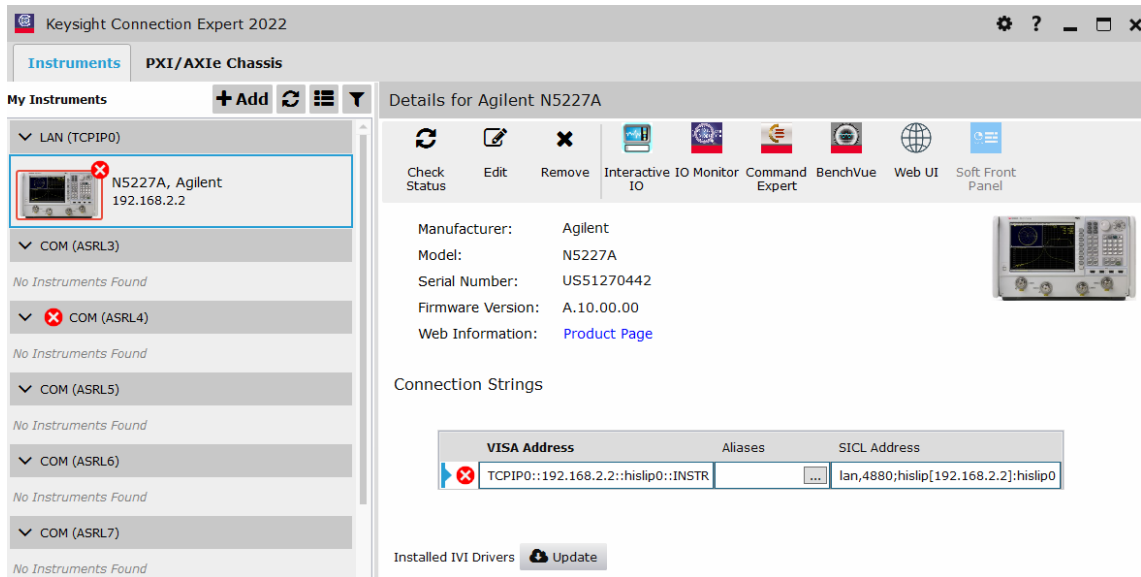 Keysight Connection Expert 2022
?
Instruments PXI/AXIe Chassis
My Instruments
Add
LAN (TCPIP0)
N5227A, Agilent
192.168.2.2
COM (ASRL3)
No Instruments Found
COM (ASRL4)
No Instruments Found
COM (ASRL5)
No Instruments Found
COM (ASRL6)
No Instruments Found
COM (ASRL7)
No Instruments Found
Details for Agilent N5227A
Check
Status
Edit
Remove
Interactive
IO
IO Monitor
Command
Expert
BenchVue
Web UI
Soft Front
Panel
Manufacturer: Agilent
Model: N5227A
Serial Number: US51270442
Firmware Version: A.10.00.00
Web Information: Product Page
Connection Strings
VISA Address Aliases SICL Address
TCPIP0::192.168.2.2::hislip0::INSTR ... lan,4880;hislip[192.168.2.2]:hislip0
Installed IVI Drivers Update